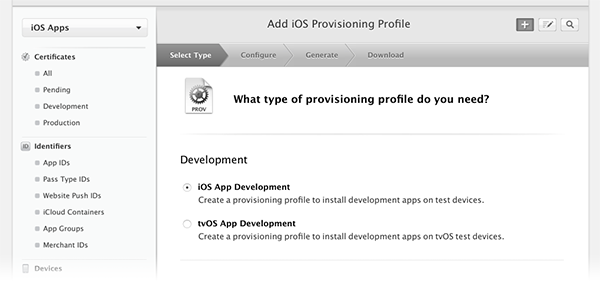 iOS Apps
Add iOS Provisioning Profile
Certificates
All
Pending
Development
Production
ID Identifiers
App IDs
Pass Type IDs
Website Push IDs
iCloud Containers
App Groups
Merchant IDs
Devices
Select Type Configure Generate Download
PROV
What type of provisioning profile do you need?
Development
iOS App Development
Create a provisioning profile to install development apps on test devices.
tvOS App Development
Create a provisioning profile to install development apps on tvOS test devices.